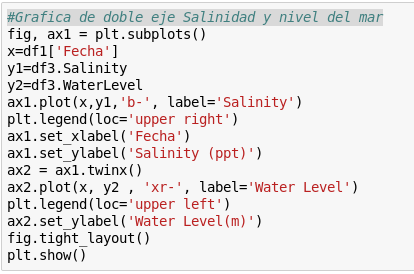 #Grafica de doble eje Salinidad y nivel del mar
fig, ax1 = plt.subplots()
x=df1['Fecha']
y1=df3.Salinity
y2=df3.WaterLevel
ax1.plot(x,y1,'b-', label='Salinity')
plt.legend(loc='upper right')
ax1.set_xlabel('Fecha')
ax1.set_ylabel('Salinity (ppt)')
ax2 = ax1.twinx()
ax2.plot(x, y2 , 'xr-', label='Water Level')
plt.legend(loc='upper left')
ax2.set_ylabel('Water Level(m)')
fig.tight_layout()
plt.show()